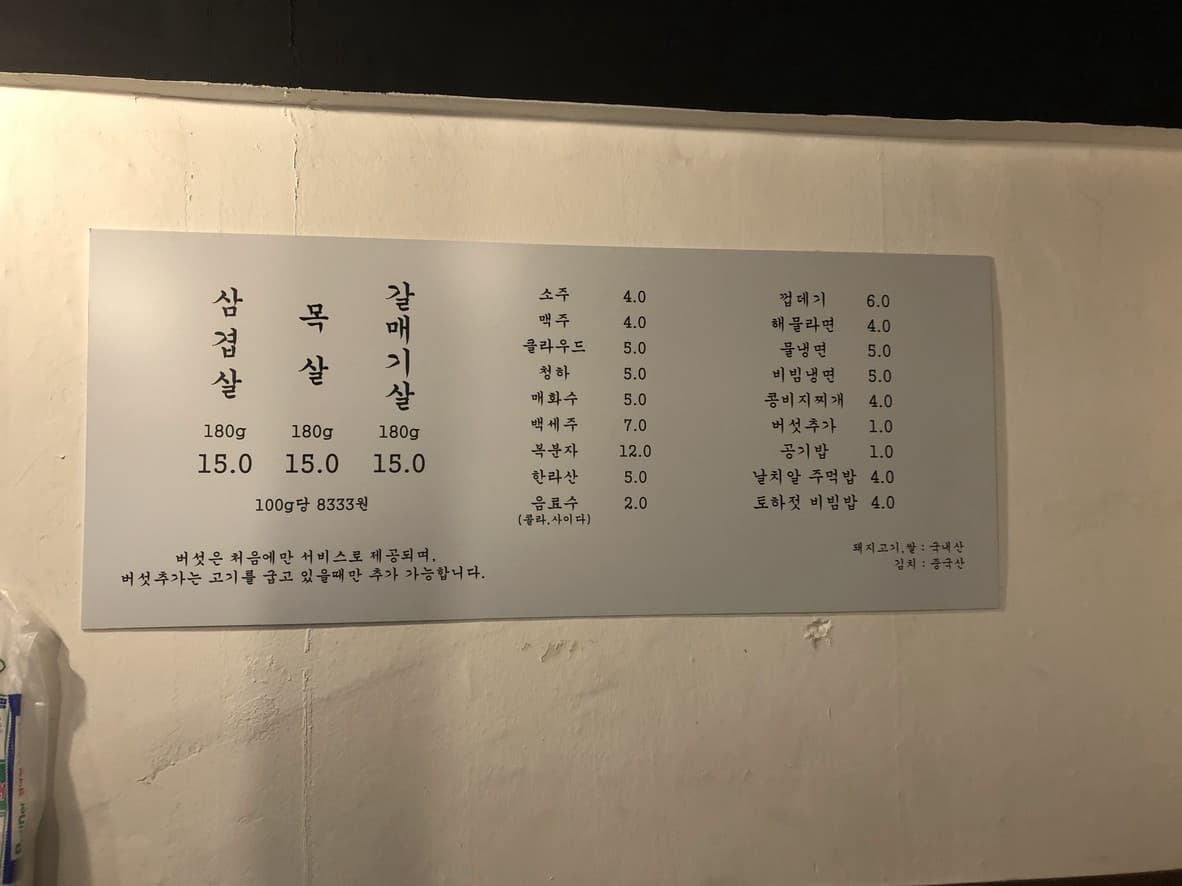 삼겹살 목살 갈매기살
180g 180g 180g
15.0 15.0 15.0
100g당 8333원
버섯은 처음에만 서비스로 제공되며,
버섯추가는 고기를 굽고 있을때만 추가 가능합니다.
소주 4.0
맥주 4.0
클라우드 5.0
청하 5.0
매화수 5.0
백세주 7.0
복분자 12.0
한라산 5.0
음료수 2.0
(콜라,사이다)
껍데기 6.0
해물라면 4.0
물냉면 5.0
비빔냉면 5.0
콩비지찌개 4.0
버섯추가 1.0
공기밥 1.0
날치알 주먹밥 4.0
토하젓 비빔밥 4.0
돼지고기,쌀 : 국내산
김치 : 중국산